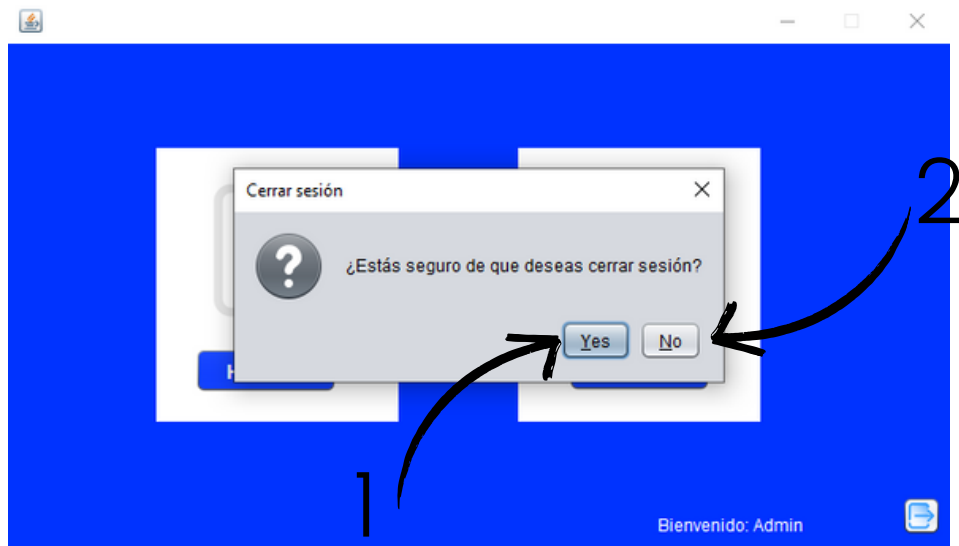 Cerrar sesión
2
¿Estás seguro de que deseas cerrar sesión?
Yes No
H
1
Bienvenido: Admin